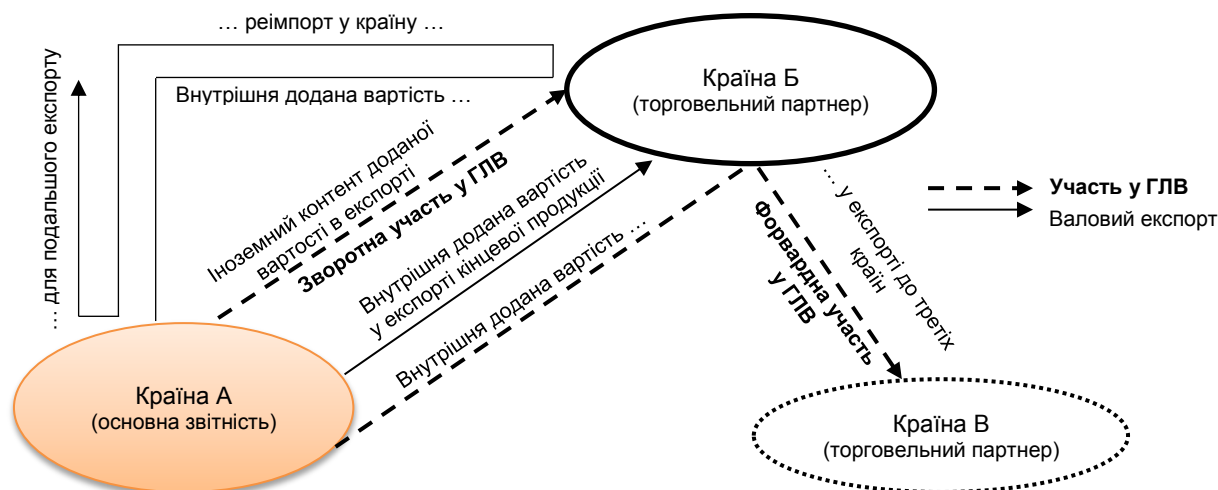 … реімпорт у країну …
Внутрішня додана вартість …
… для подальшого експорту
Країна Б
(торговельний партнер)
Іноземний контент доданої
вартості в експорті
Зворотна участь у ГЛВ
Внутрішня додана вартість
у експорті кінцевої продукції
Внутрішня додана вартість …
Форвардна участь
у ГЛВ
… у експорті до третіх
країн
Участь у ГЛВ
Валовий експорт
Країна А
(основна звітність)
Країна В
(торговельний партнер)